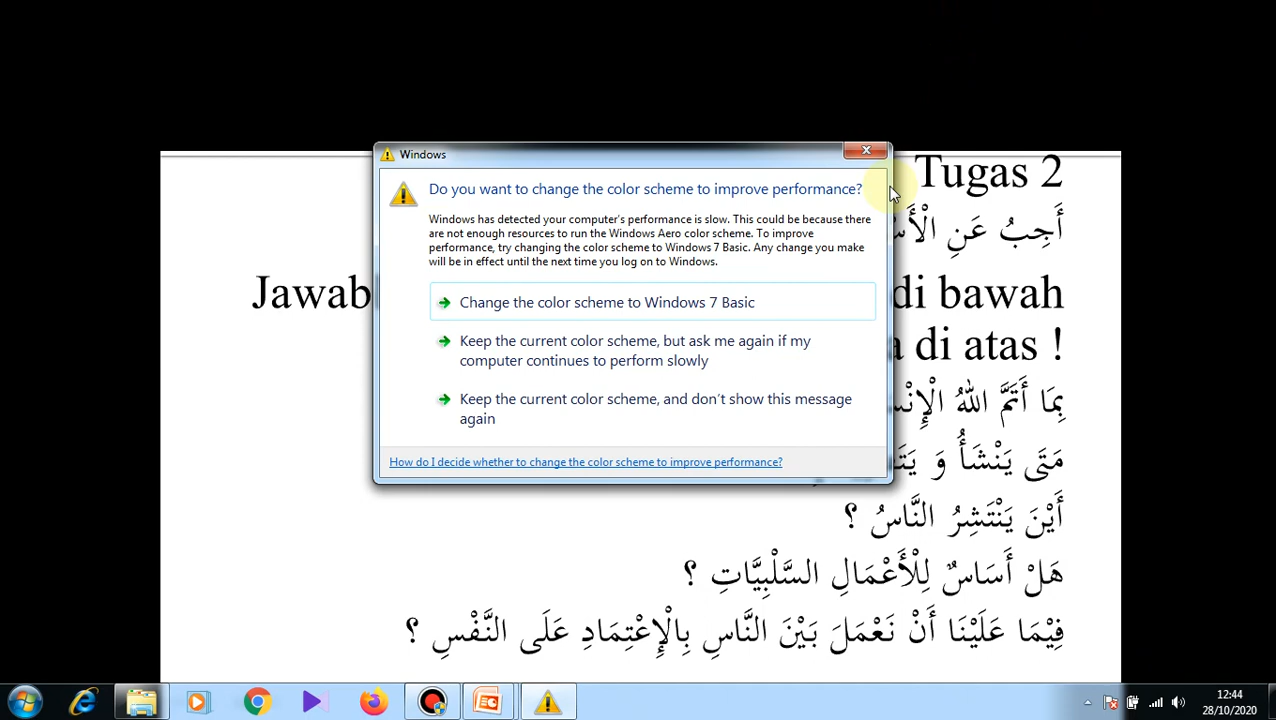 Windows
Do you want to change the color scheme to improve performance?
Windows has detected your computer's performance is slow. This could be because there
are not enough resources to run the Windows Aero color scheme. To improve
performance, try changing the color scheme to Windows 7 Basic. Any change you make
will be in effect until the next time you log on to Windows.
Change the color scheme to Windows 7 Basic
Keep the current color scheme, but ask me again if my
computer continues to perform slowly
Keep the current color scheme, and don't show this message
again
How do I decide whether to change the color scheme to improve performance?
Tugas 2
أَجِبُ عَنِ
Jawab di bawah
di atas !
بِمَا أَتَمَّ اللهُ
مَتَى يَنْشَأُ وَ
أَيْنَ يَنْتَشِرُ النَّاسُ ؟
هَلْ أَسَاسٌ لِلْأَعْمَالِ السَّلْبِيَّاتِ ؟
فِيْمَا عَلَيْنَا أَنْ نَعْمَلَ بَيْنَ النَّاسِ بِالْإِعْتِمَادِ عَلَى النَّفْسِ ؟
12:44
28/10/2020